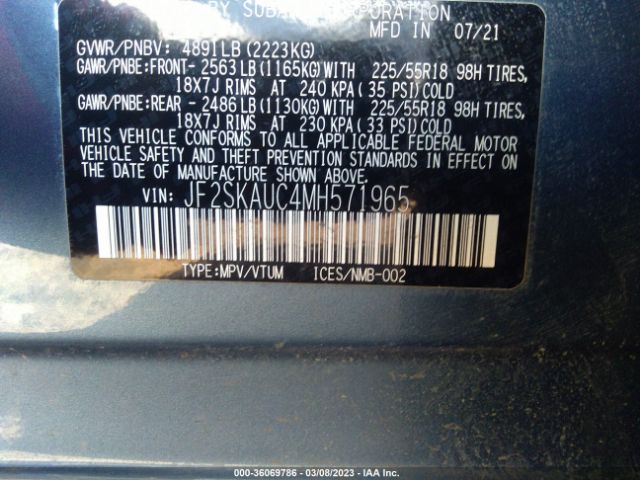 BY SUBARU CORPORATION
MFD IN 07/21
GVWR/PNBV: 4891LB(2223KG)
GAWR/PNBE:FRONT- 2563LB(1165KG)WITH 225/55R18 98H TIRES,
18X7J RIMS AT 240 KPA(35 PSI)COLD
GAWR/PNBE:REAR - 2486LB(1130KG)WITH 225/55R18 98H TIRES,
18X7J RIMS AT 230 KPA(33 PSI)COLD
THIS VEHICLE CONFORMS TO ALL APPLICABLE FEDERAL MOTOR
VEHICLE SAFETY AND THEFT PREVENTION STANDARDS IN EFFECT ON
THE DATE OF MANUFACTURE SHOWN ABOVE.
VIN: JF2SKAUC4MH571965
TYPE:MPV/VTUM ICES/NMB-002
000-36069786 - 03/08/2023 - IAA Inc.